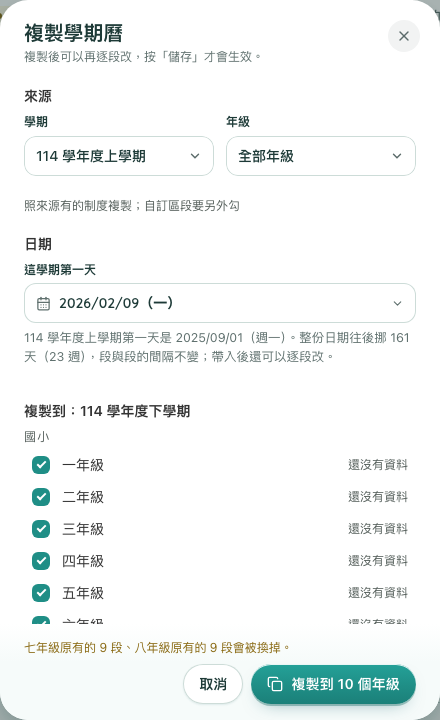 複製學期曆
複製後可以再逐段改，按「儲存」才會生效。
來源
學期
年級
114 學年度上學期
全部年級
照來源有的制度複製；自訂區段要另外勾
日期
這學期第一天
2026/02/09（一）
114 學年度上學期第一天是 2025/09/01（週一）。整份日期往後挪 161
天（23 週），段與段的間隔不變；帶入後還可以逐段改。
複製到：114 學年度下學期
國小
一年級 還沒有資料
二年級 還沒有資料
三年級 還沒有資料
四年級 還沒有資料
五年級 還沒有資料
六年級 還沒有資料
七年級原有的 9 段、八年級原有的 9 段會被換掉。
取消
複製到 10 個年級